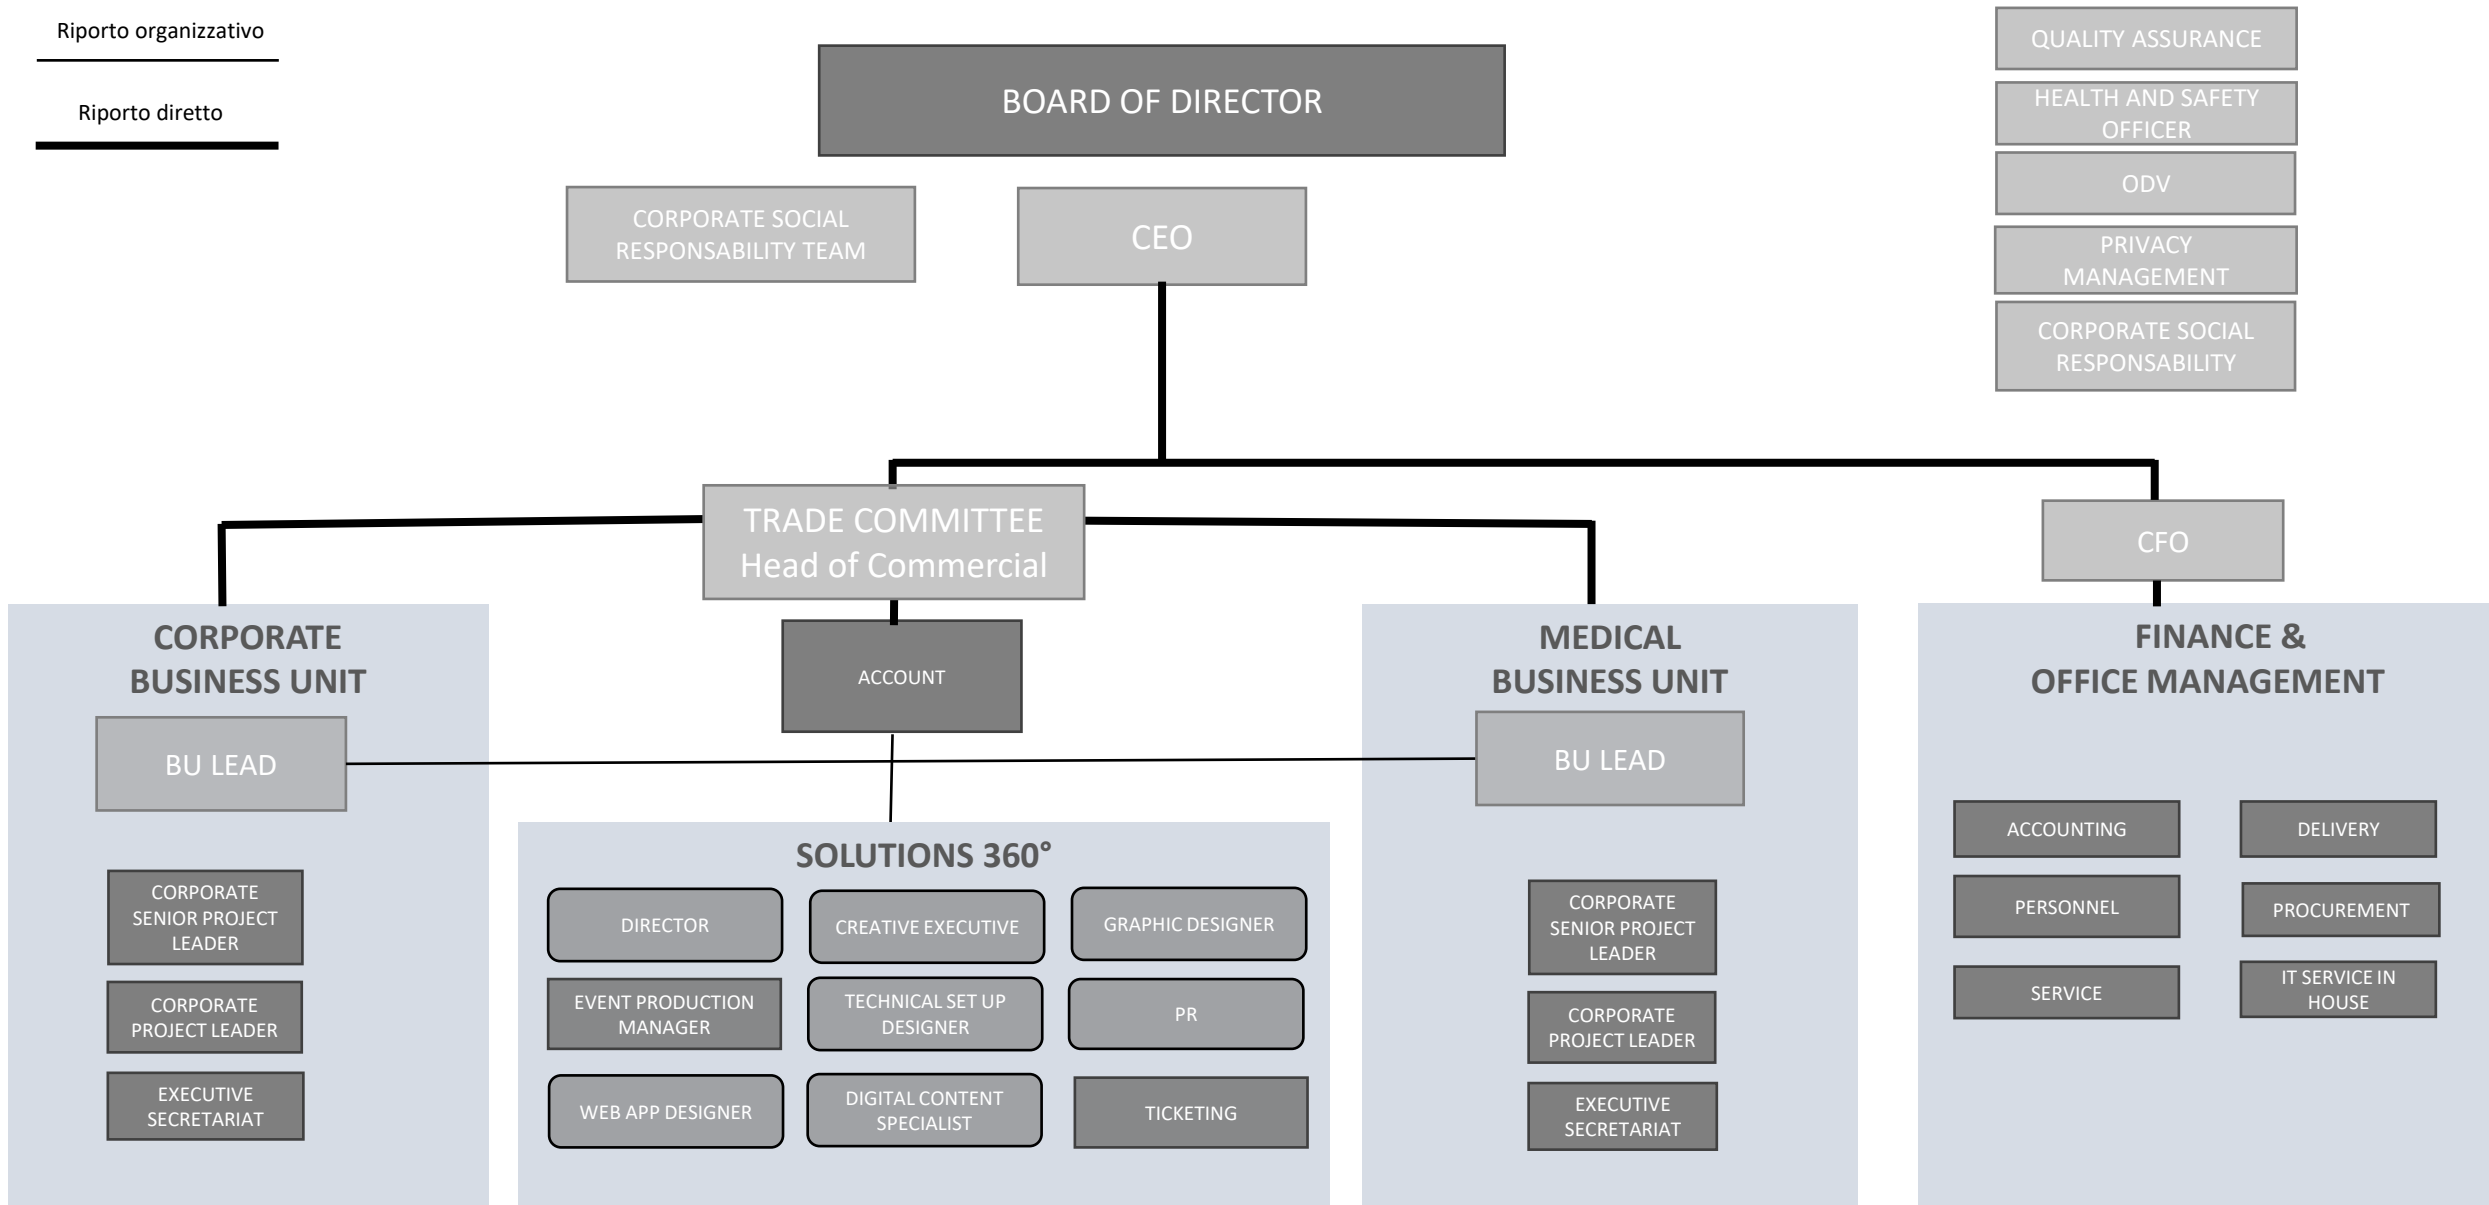 Riporto organizzativo
Riporto diretto
BOARD OF DIRECTOR
QUALITY ASSURANCE
HEALTH AND SAFETY
OFFICER
ODV
PRIVACY
MANAGEMENT
CORPORATE SOCIAL
RESPONSABILITY
CORPORATE SOCIAL
RESPONSABILITY TEAM
CEO
TRADE COMMITTEE
Head of Commercial
CFO
CORPORATE
BUSINESS UNIT
BU LEAD
CORPORATE
SENIOR PROJECT
LEADER
CORPORATE
PROJECT LEADER
EXECUTIVE
SECRETARIAT
ACCOUNT
SOLUTIONS 360°
DIRECTOR
CREATIVE EXECUTIVE
GRAPHIC DESIGNER
EVENT PRODUCTION
MANAGER
TECHNICAL SET UP
DESIGNER
PR
WEB APP DESIGNER
DIGITAL CONTENT
SPECIALIST
TICKETING
MEDICAL
BUSINESS UNIT
BU LEAD
CORPORATE
SENIOR PROJECT
LEADER
CORPORATE
PROJECT LEADER
EXECUTIVE
SECRETARIAT
FINANCE &
OFFICE MANAGEMENT
ACCOUNTING
DELIVERY
PERSONNEL
PROCUREMENT
SERVICE
IT SERVICE IN
HOUSE